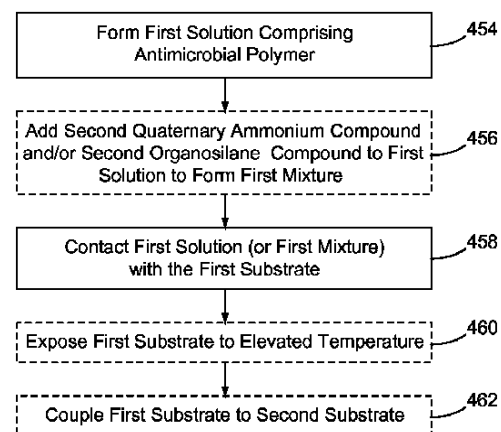 Form First Solution Comprising
Antimicrobial Polymer
454
Add Second Quaternary Ammonium Compound
and/or Second Organosilane Compound to First
Solution to Form First Mixture
456
Contact First Solution (or First Mixture)
with the First Substrate
458
Expose First Substrate to Elevated Temperature
460
Couple First Substrate to Second Substrate
462